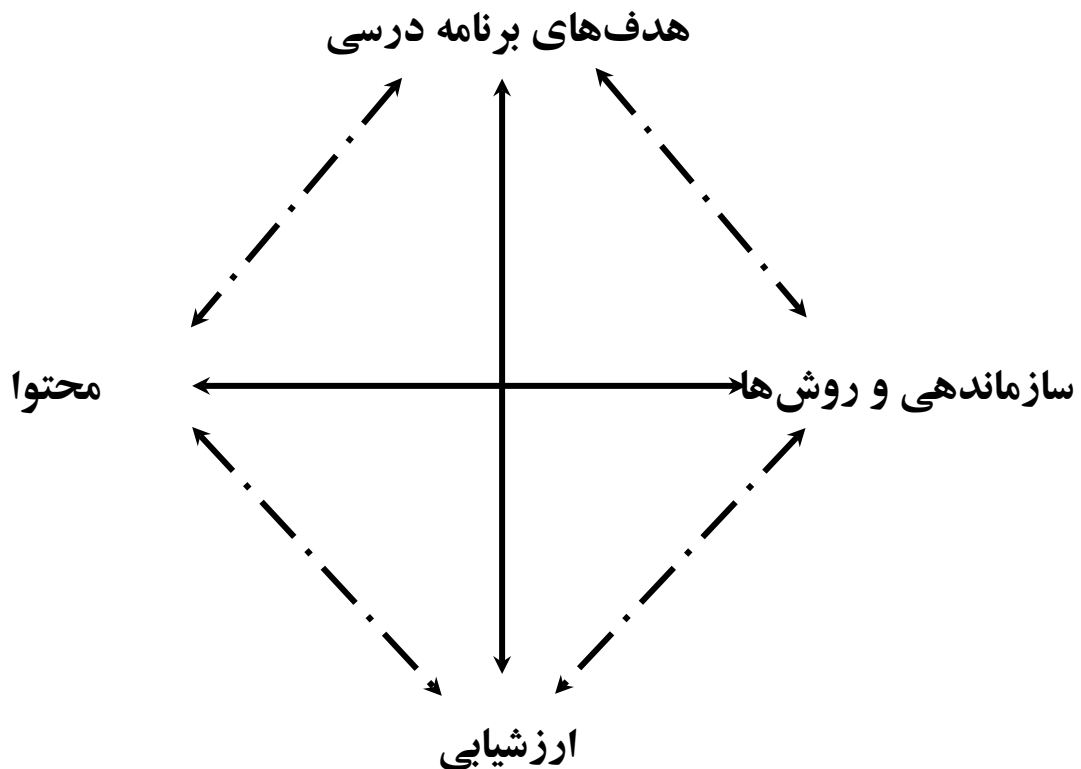 هدف‌های برنامه درسی
سازماندهی و روش‌ها
محتوا
ارزشیابی